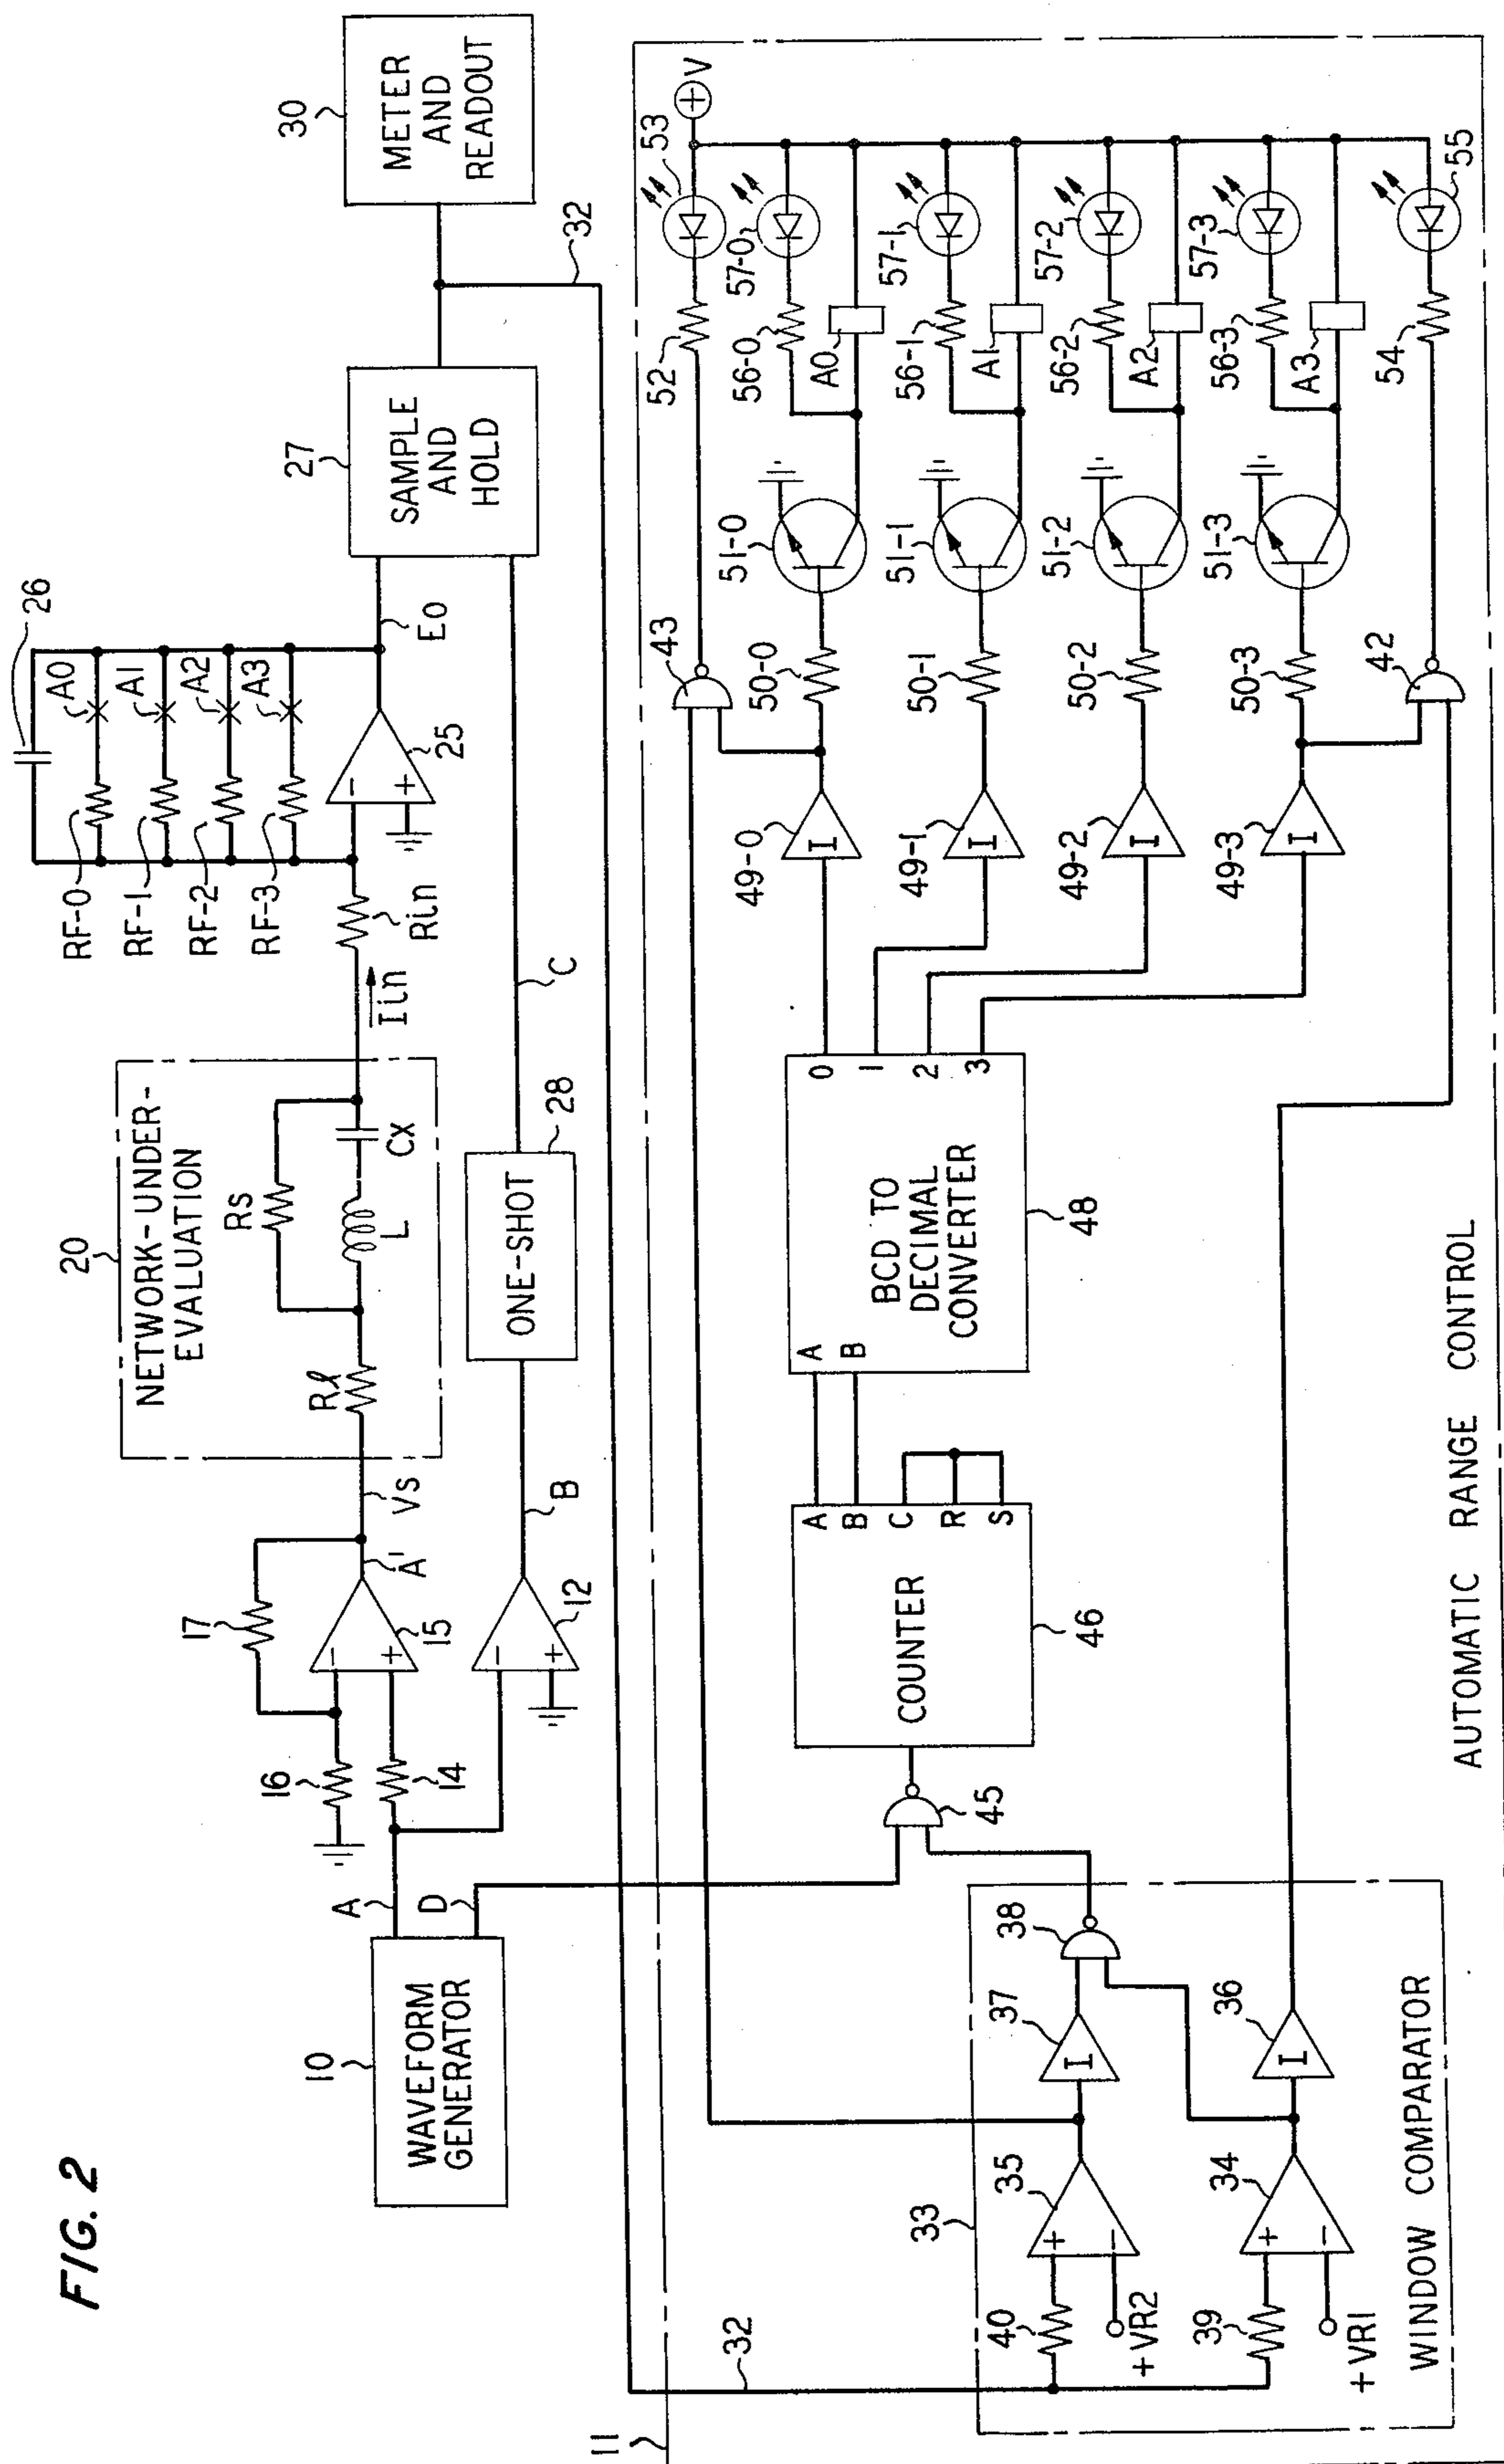 FIG. 2
10
WAVEFORM
GENERATOR
A
D
16
14
17
15
-
+
A'
Vs
12
-
+
B
20
NETWORK-UNDER-
EVALUATION
Rℓ
Rs
L
Cx
ONE-SHOT
28
C
Iin
Rin
RF-0
RF-1
RF-2
RF-3
A0
A1
A2
A3
26
25
-
+
Eo
27
SAMPLE
AND
HOLD
30
METER
AND
READOUT
32
11
32
33
40
39
+VR2
+VR1
35
+
-
34
+
-
37
I
36
I
38
WINDOW COMPARATOR
45
COUNTER
46
A
B
C
R
S
A
B
BCD TO
DECIMAL
CONVERTER
48
0
1
2
3
49-0
I
49-1
I
49-2
I
49-3
I
43
42
50-0
50-1
50-2
50-3
51-0
51-1
51-2
51-3
52
53
56-0
57-0
A0
56-1
57-1
A1
56-2
57-2
A2
56-3
57-3
A3
54
55
+
V
AUTOMATIC RANGE CONTROL